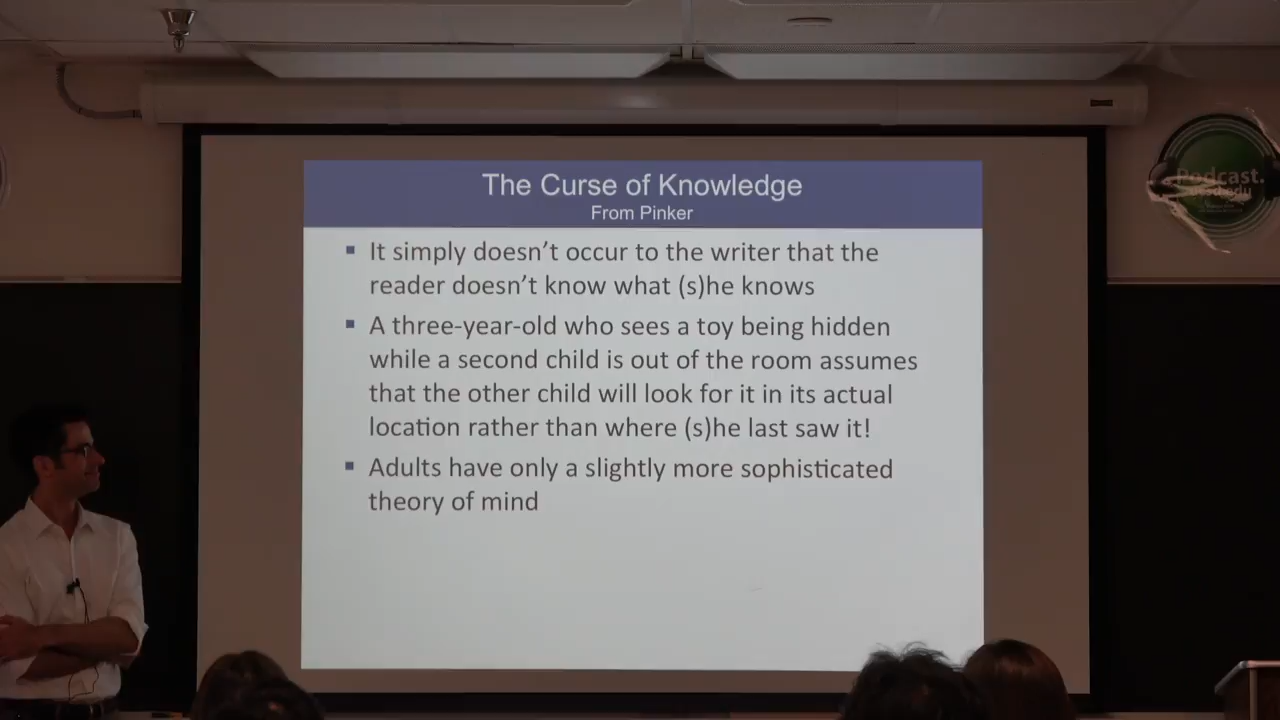 The Curse of Knowledge
From Pinker
▪ It simply doesn’t occur to the writer that the
reader doesn’t know what (s)he knows
▪ A three-year-old who sees a toy being hidden
while a second child is out of the room assumes
that the other child will look for it in its actual
location rather than where (s)he last saw it!
▪ Adults have only a slightly more sophisticated
theory of mind
Podcast.